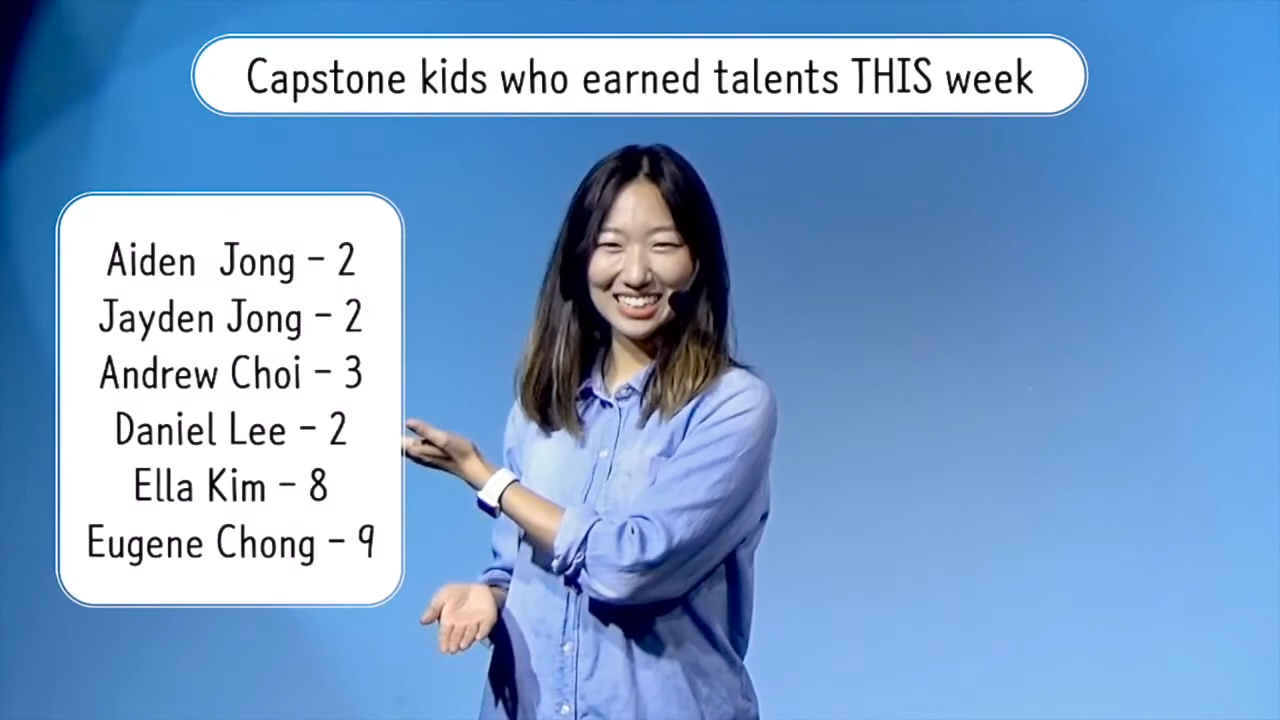 Capstone kids who earned talents THIS week
Aiden Jong - 2
Jayden Jong - 2
Andrew Choi - 3
Daniel Lee - 2
Ella Kim - 8
Eugene Chong - 9